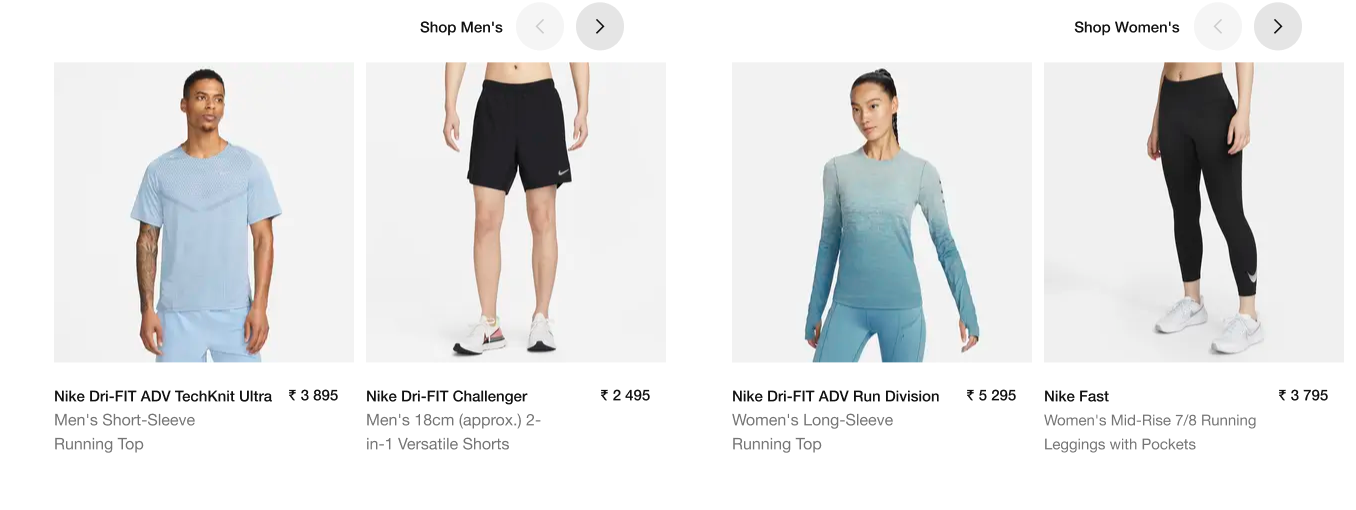 Shop Men's
Shop Women's
Nike Dri-FIT ADV TechKnit Ultra ₹ 3 895
Men's Short-Sleeve
Running Top
Nike Dri-FIT Challenger ₹ 2 495
Men's 18cm (approx.) 2-
in-1 Versatile Shorts
Nike Dri-FIT ADV Run Division ₹ 5 295
Women's Long-Sleeve
Running Top
Nike Fast ₹ 3 795
Women's Mid-Rise 7/8 Running
Leggings with Pockets